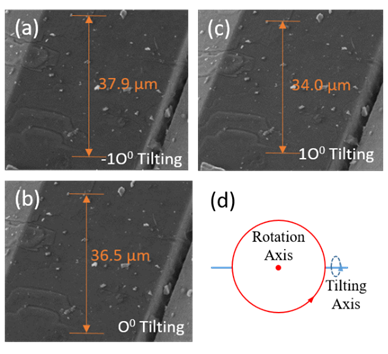 (a)
37.9 μm
-10⁰ Tilting
(c)
34.0 μm
10⁰ Tilting
(b)
36.5 μm
0⁰ Tilting
(d)
Rotation
Axis
Tilting
Axis